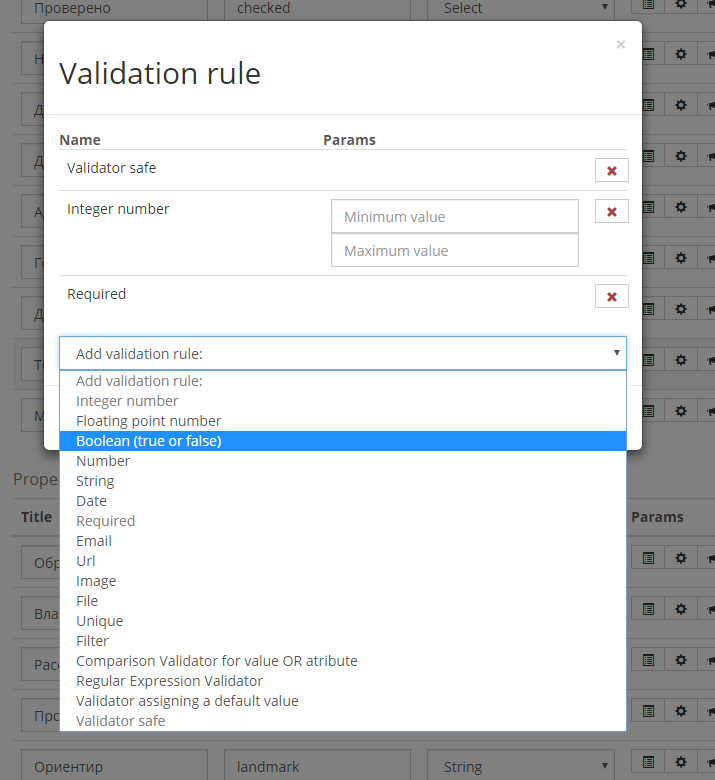 Проверено checked Select
×
Validation rule
Name Params
Validator safe
Integer number
Minimum value
Maximum value
Required
Add validation rule:
Add validation rule:
Integer number
Floating point number
Boolean (true or false)
Number
String
Date
Required
Email
Url
Image
File
Unique
Filter
Comparison Validator for value OR atribute
Regular Expression Validator
Validator assigning a default value
Validator safe
Title Params
Ориентир landmark String